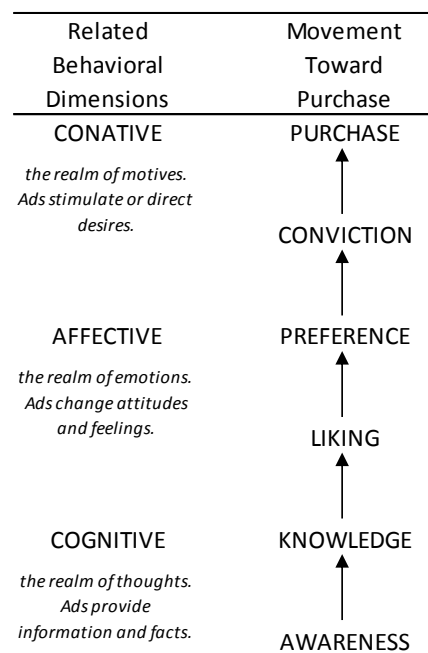 Related
Behavioral
Dimensions
Movement
Toward
Purchase
CONATIVE
the realm of motives.
Ads stimulate or direct
desires.
PURCHASE
CONVICTION
AFFECTIVE
the realm of emotions.
Ads change attitudes
and feelings.
PREFERENCE
LIKING
COGNITIVE
the realm of thoughts.
Ads provide
information and facts.
KNOWLEDGE
AWARENESS